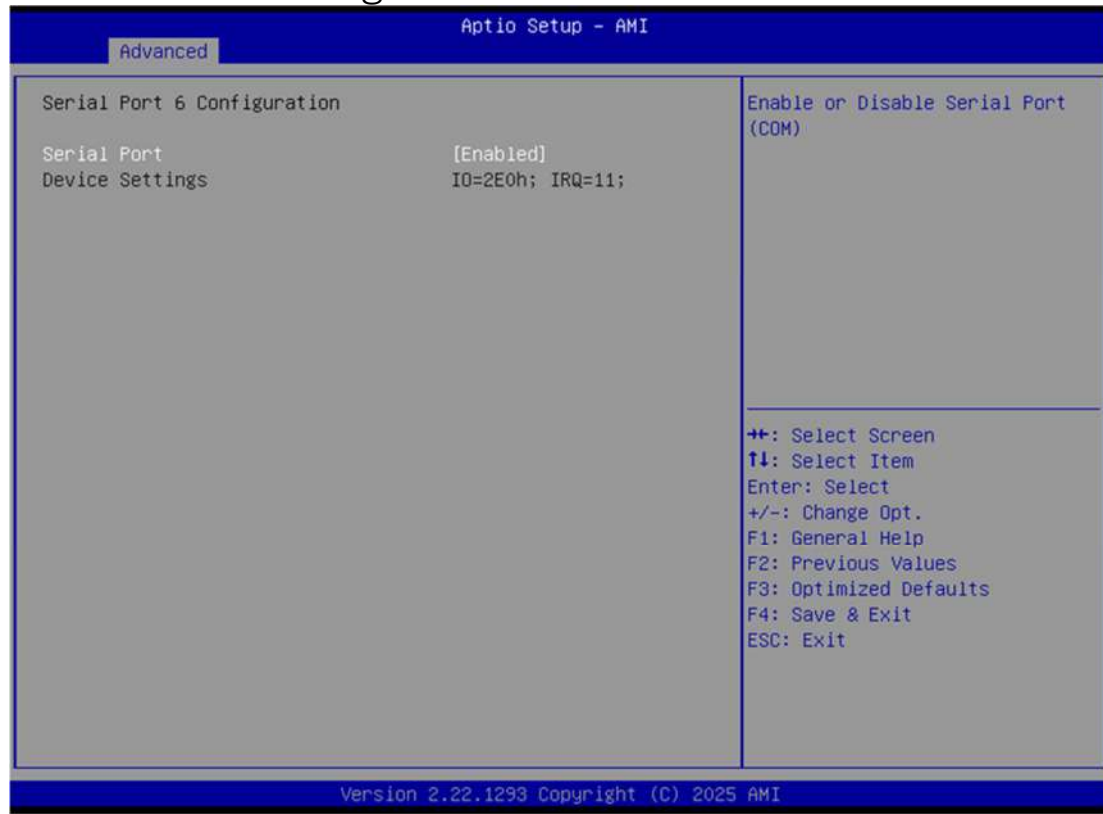 Aptio Setup – AMI
Advanced
Serial Port 6 Configuration
Serial Port [Enabled]
Device Settings IO=2E0h; IRQ=11;
Enable or Disable Serial Port
(COM)
→←: Select Screen
↑↓: Select Item
Enter: Select
+/-: Change Opt.
F1: General Help
F2: Previous Values
F3: Optimized Defaults
F4: Save & Exit
ESC: Exit
Version 2.22.1293 Copyright (C) 2025 AMI